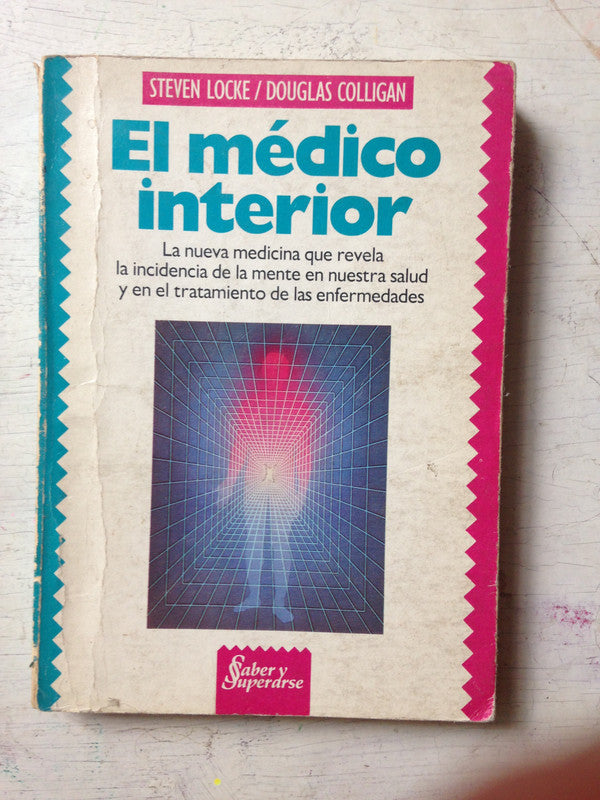 STEVEN LOCKE / DOUGLAS COLLIGAN
El médico
interior
La nueva medicina que revela
la incidencia de la mente en nuestra salud
y en el tratamiento de las enfermedades
Saber y
Superarse